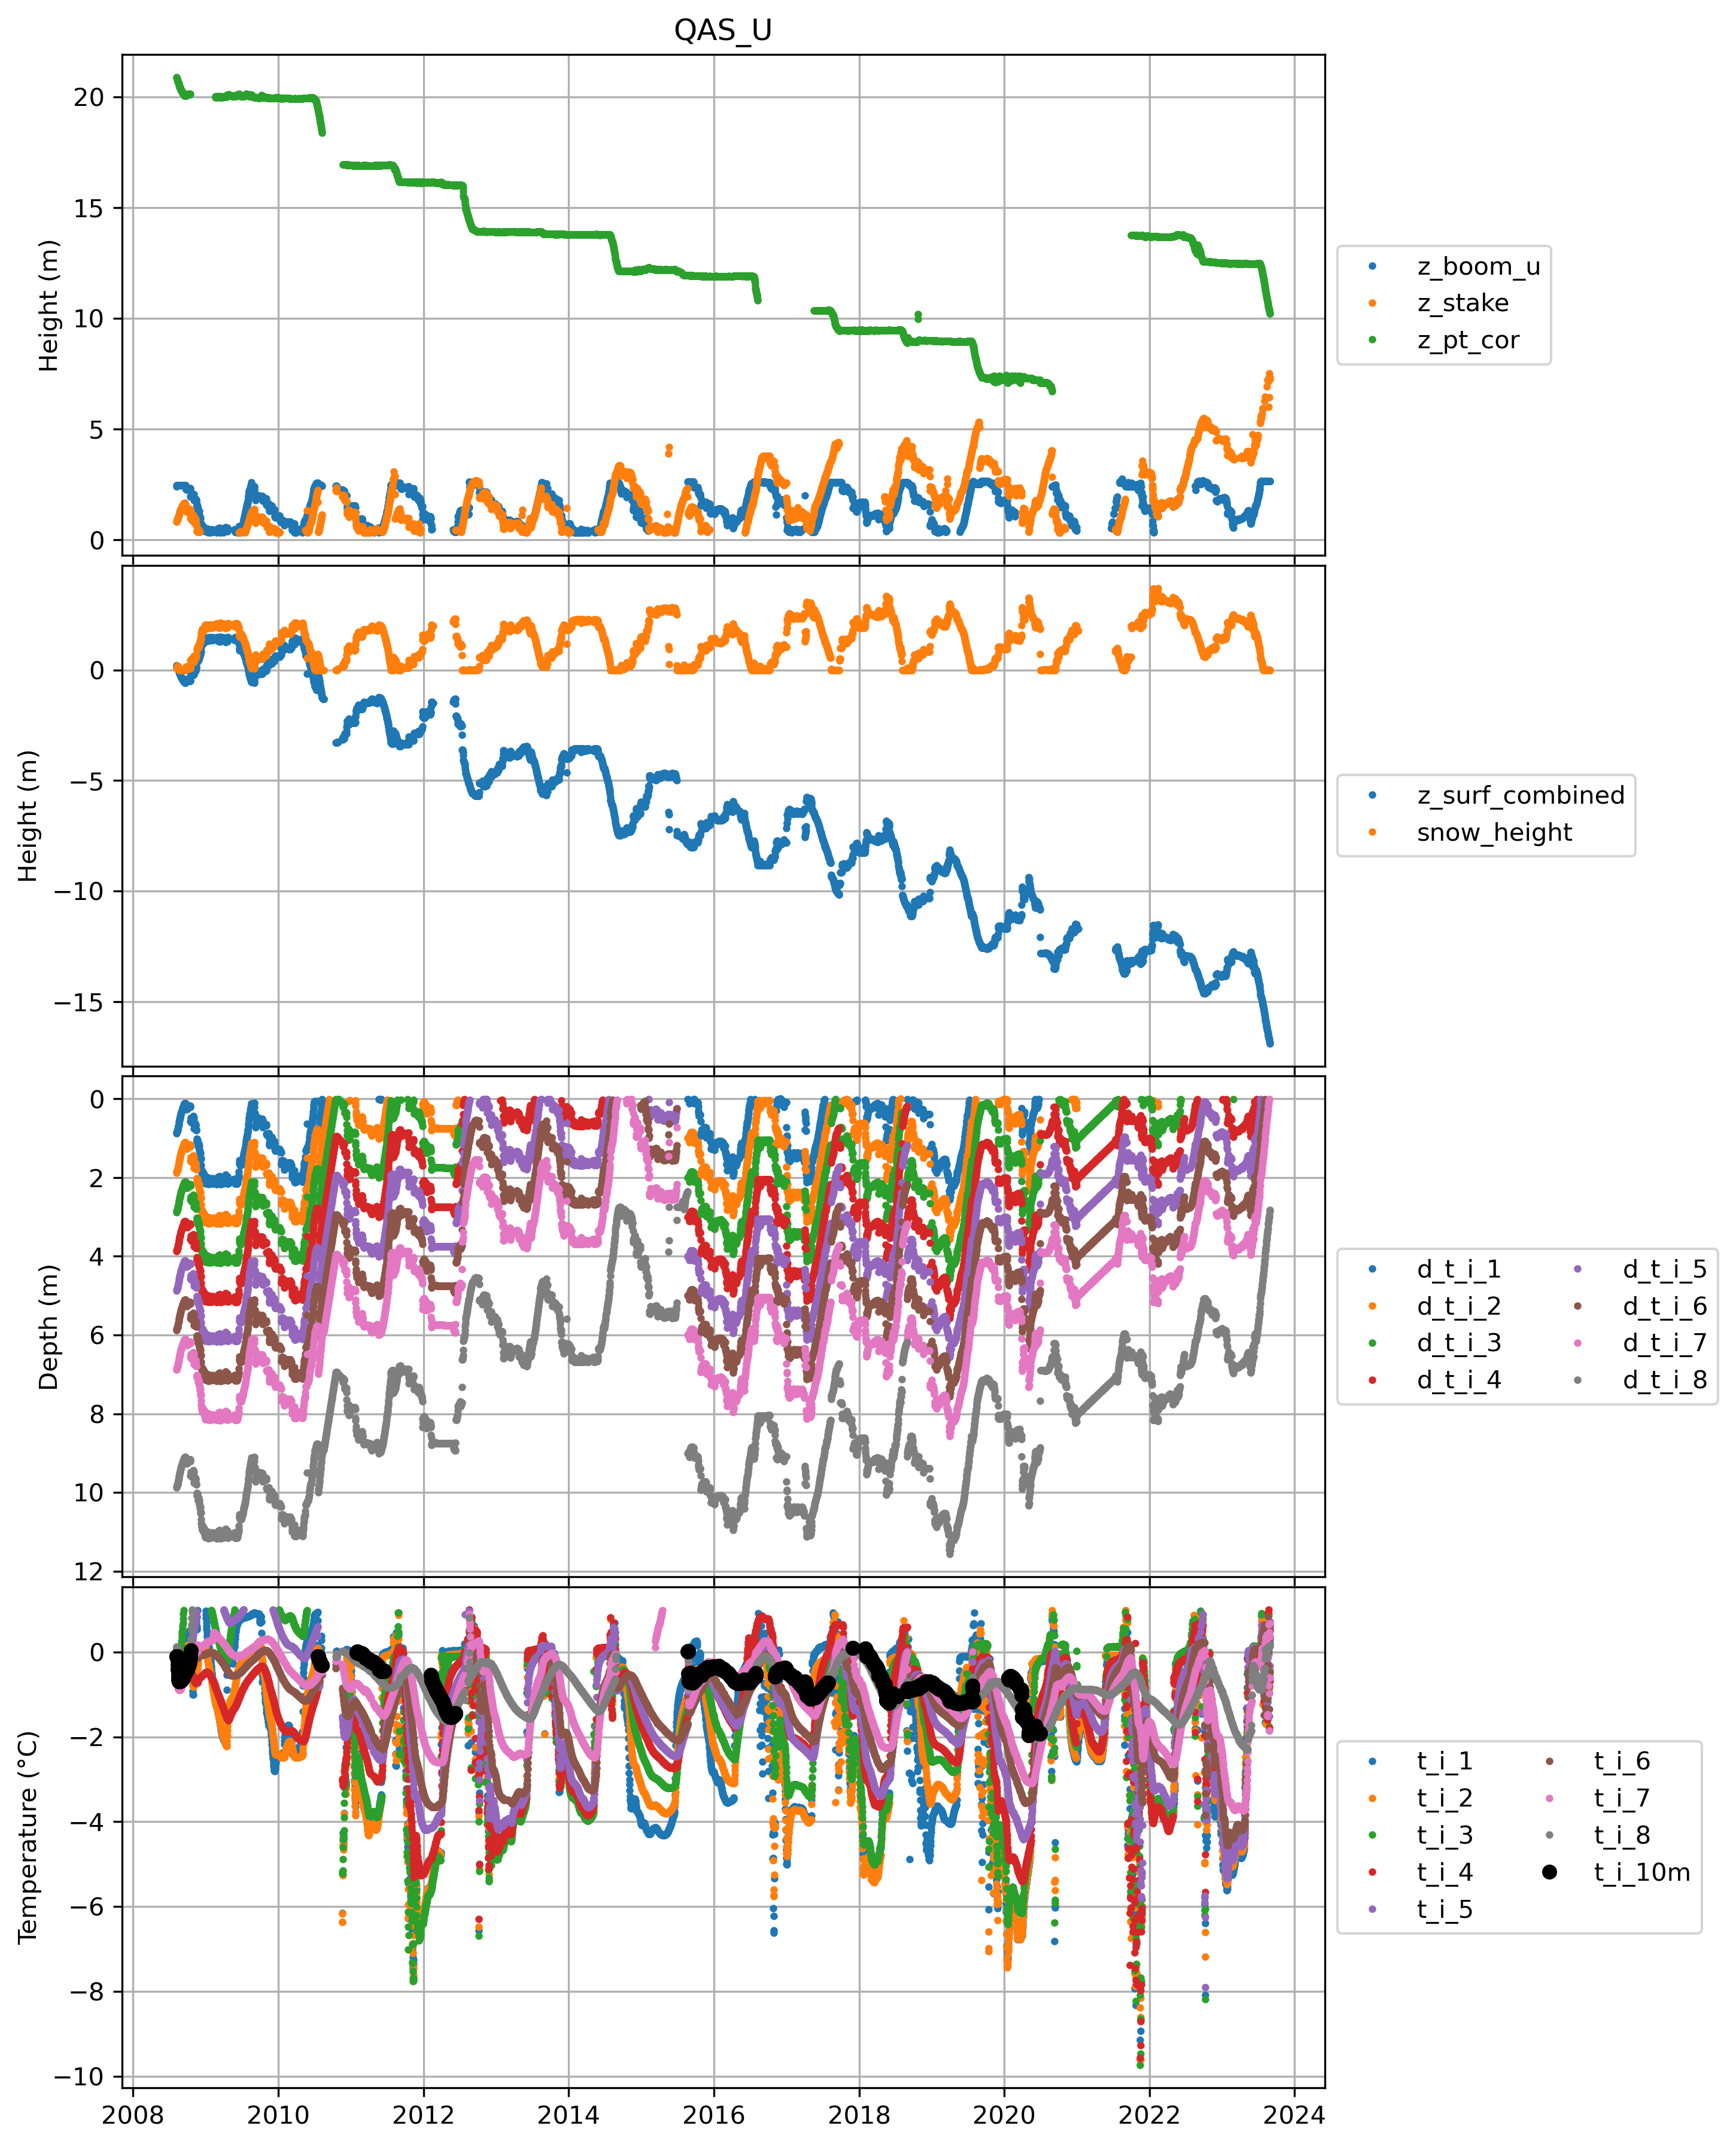 QAS_U
20
15
10
5
0
Height (m)
z_boom_u
z_stake
z_pt_cor
0
−5
−10
−15
Height (m)
z_surf_combined
snow_height
0
2
4
6
8
10
12
Depth (m)
d_t_i_1 d_t_i_5
d_t_i_2 d_t_i_6
d_t_i_3 d_t_i_7
d_t_i_4 d_t_i_8
0
−2
−4
−6
−8
−10
Temperature (°C)
t_i_1 t_i_6
t_i_2 t_i_7
t_i_3 t_i_8
t_i_4 t_i_10m
t_i_5
2008 2010 2012 2014 2016 2018 2020 2022 2024